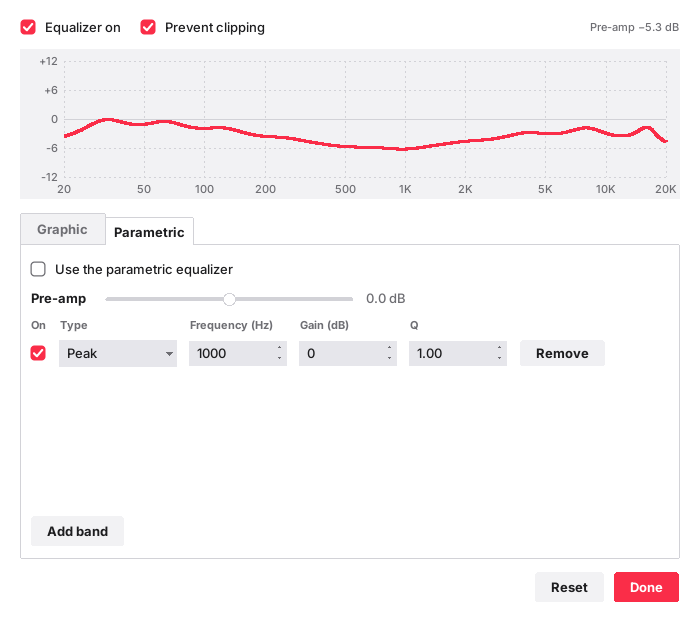 Equalizer on
Prevent clipping
Pre-amp −5.3 dB
+12
+6
0
-6
-12
20 50 100 200 500 1K 2K 5K 10K 20K
Graphic
Parametric
Use the parametric equalizer
Pre-amp 0.0 dB
On Type Frequency (Hz) Gain (dB) Q
Peak 1000 0 1.00 Remove
Add band
Reset
Done